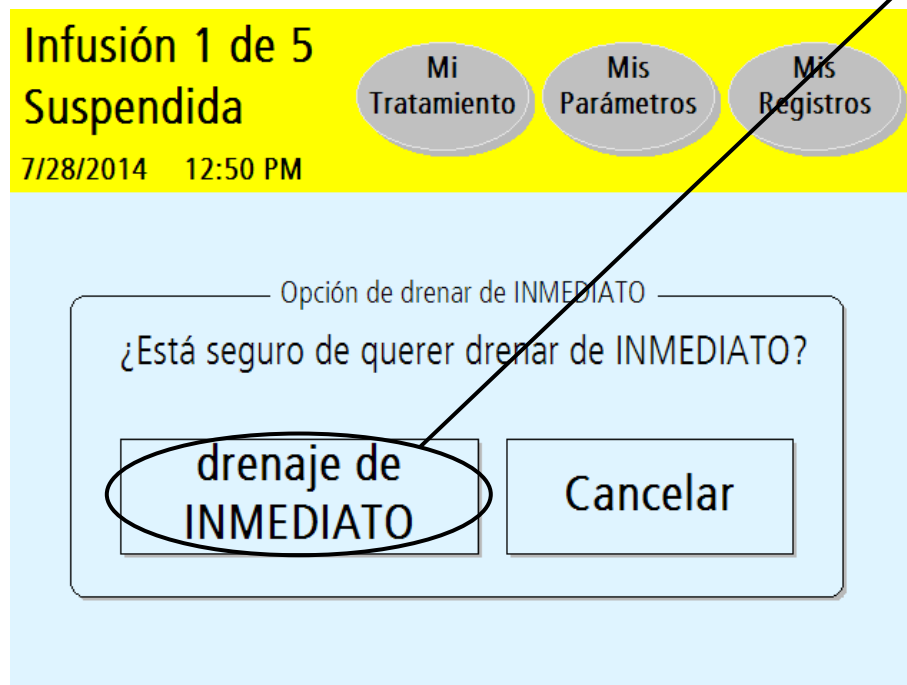 Infusión 1 de 5
Suspendida
7/28/2014 12:50 PM
Mi
Tratamiento
Mis
Parámetros
Mis
Registros
Opción de drenar de INMEDIATO
¿Está seguro de querer drenar de INMEDIATO?
drenaje de
INMEDIATO
Cancelar